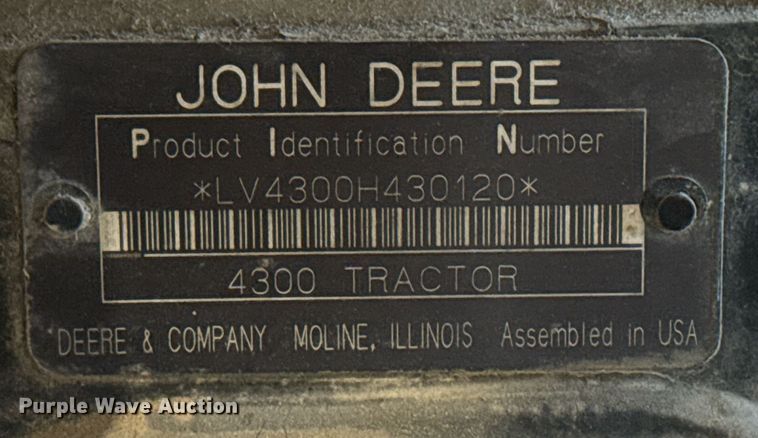 JOHN DEERE
Product Identification Number
*LV4300H430120*
4300 TRACTOR
DEERE & COMPANY MOLINE, ILLINOIS Assembled in USA
Purple Wave Auction